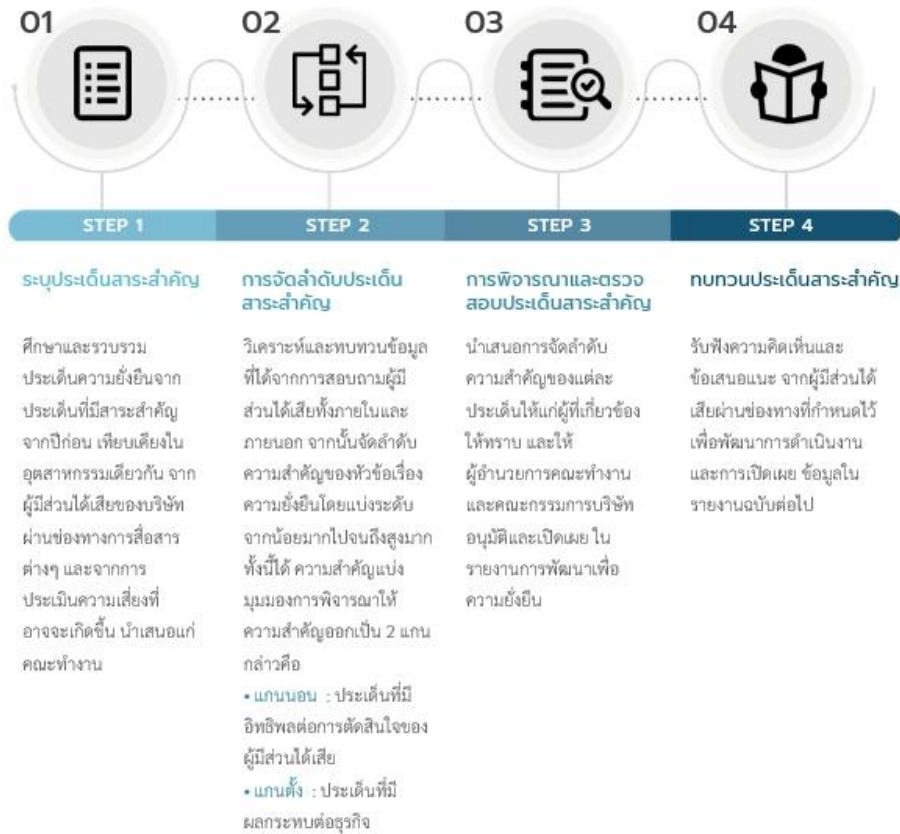 01
02
03
04
STEP 1
STEP 2
STEP 3
STEP 4
ระบุประเด็นสาระสำคัญ
ศึกษาและรวบรวม
ประเด็นความยั่งยืนจาก
ประเด็นที่มีสาระสำคัญ
จากปีก่อน เทียบเคียงใน
อุตสาหกรรมเดียวกัน จาก
ผู้มีส่วนได้เสียของบริษัท
ผ่านช่องทางการสื่อสาร
ต่างๆ และจากการ
ประเมินความเสี่ยงที่
อาจจะเกิดขึ้น นำเสนอแก่
คณะทำงาน
การจัดลำดับประเด็น
สาระสำคัญ
วิเคราะห์และทบทวนข้อมูล
ที่ได้จากการสอบถามผู้มี
ส่วนได้เสียทั้งภายในและ
ภายนอก จากนั้นจัดลำดับ
ความสำคัญของหัวข้อเรื่อง
ความยั่งยืนโดยแบ่งระดับ
จากน้อยมากไปจนถึงสูงมาก
ทั้งนี้ได้ ความสำคัญแบ่ง
มุมมองการพิจารณาให้
ความสำคัญออกเป็น 2 แกน
กล่าวคือ
• แกนนอน : ประเด็นที่มี
อิทธิพลต่อการตัดสินใจของ
ผู้มีส่วนได้เสีย
• แกนตั้ง : ประเด็นที่มี
ผลกระทบต่อธุรกิจ
การพิจารณาและตรวจ
สอบประเด็นสาระสำคัญ
นำเสนอการจัดลำดับ
ความสำคัญของแต่ละ
ประเด็นให้แก่ผู้ที่เกี่ยวข้อง
ให้ทราบ และให้
ผู้อำนวยการคณะทำงาน
และคณะกรรมการบริษัท
อนุมัติและเปิดเผย ใน
รายงานการพัฒนาเพื่อ
ความยั่งยืน
ทบทวนประเด็นสาระสำคัญ
รับฟังความคิดเห็นและ
ข้อเสนอแนะ จากผู้มีส่วนได้
เสียผ่านช่องทางที่กำหนดไว้
เพื่อพัฒนาการดำเนินงาน
และการเปิดเผย ข้อมูลใน
รายงานฉบับต่อไป